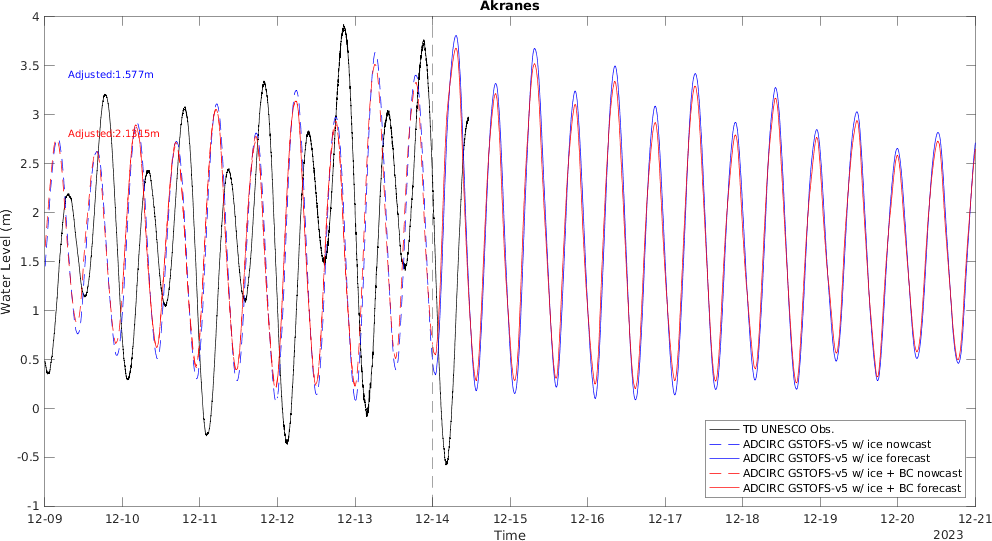 Akranes
4
3.5
3
2.5
2
1.5
1
0.5
0
-0.5
-1
Water Level (m)
Adjusted:1.577m
Adjusted:2.1315m
TD UNESCO Obs.
ADCIRC GSTOFS-v5 w/ ice nowcast
ADCIRC GSTOFS-v5 w/ ice forecast
ADCIRC GSTOFS-v5 w/ ice + BC nowcast
ADCIRC GSTOFS-v5 w/ ice + BC forecast
12-09 12-10 12-11 12-12 12-13 12-14 12-15 12-16 12-17 12-18 12-19 12-20 12-21
Time
2023